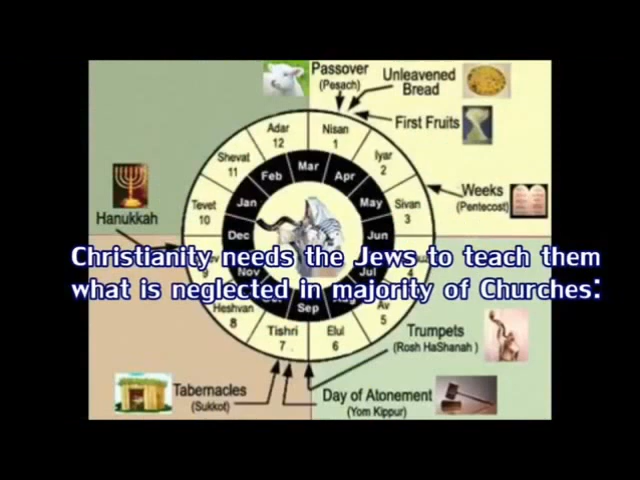 Passover
(Pesach)
Unleavened
Bread
First Fruits
Weeks
(Pentecost)
Hanukkah
Adar
12
Nisan
1
Iyar
2
Sivan
3
Shevat
11
Tevet
10
Mar
Apr
May
Jun
Jul
Feb
Jan
Dec
Nov
Sep
Christianity needs the Jews to teach them
what is neglected in majority of Churches:
4
Av
5
Elul
6
Tishri
7
Heshvan
8
Trumpets
(Rosh HaShanah)
Day of Atonement
(Yom Kippur)
Tabernacles
(Sukkot)